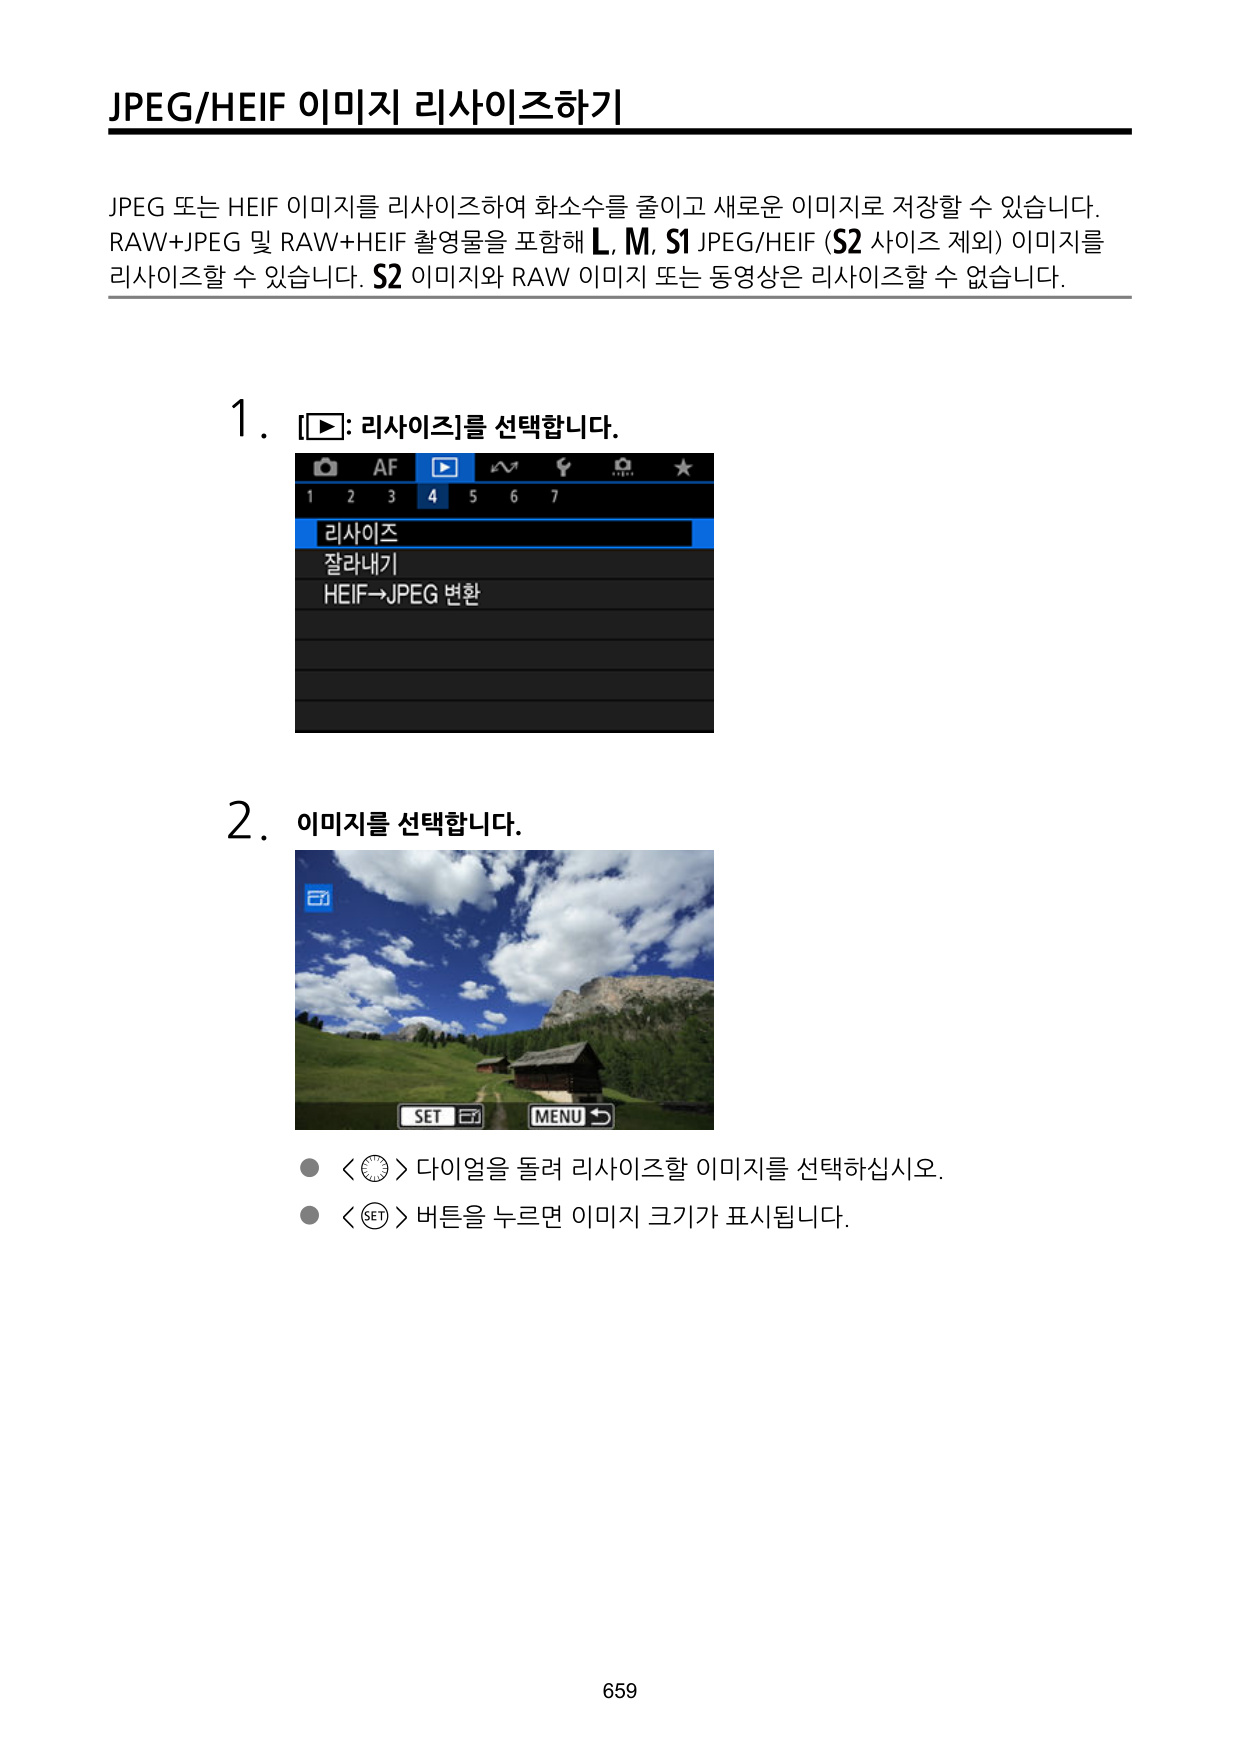 JPEG/HEIF 이미지 리사이즈하기
JPEG 또는 HEIF 이미지를 리사이즈하여 화소수를 줄이고 새로운 이미지로 저장할 수 있습니다.
RAW+JPEG 및 RAW+HEIF 촬영물을 포함해 L, M, S1 JPEG/HEIF (S2 사이즈 제외) 이미지를
리사이즈할 수 있습니다. S2 이미지와 RAW 이미지 또는 동영상은 리사이즈할 수 없습니다.
1. [▶: 리사이즈]를 선택합니다.
AF
1 2 3 4 5 6 7
리사이즈
잘라내기
HEIF→JPEG 변환
2. 이미지를 선택합니다.
SET MENU
● < > 다이얼을 돌려 리사이즈할 이미지를 선택하십시오.
● < SET > 버튼을 누르면 이미지 크기가 표시됩니다.
659